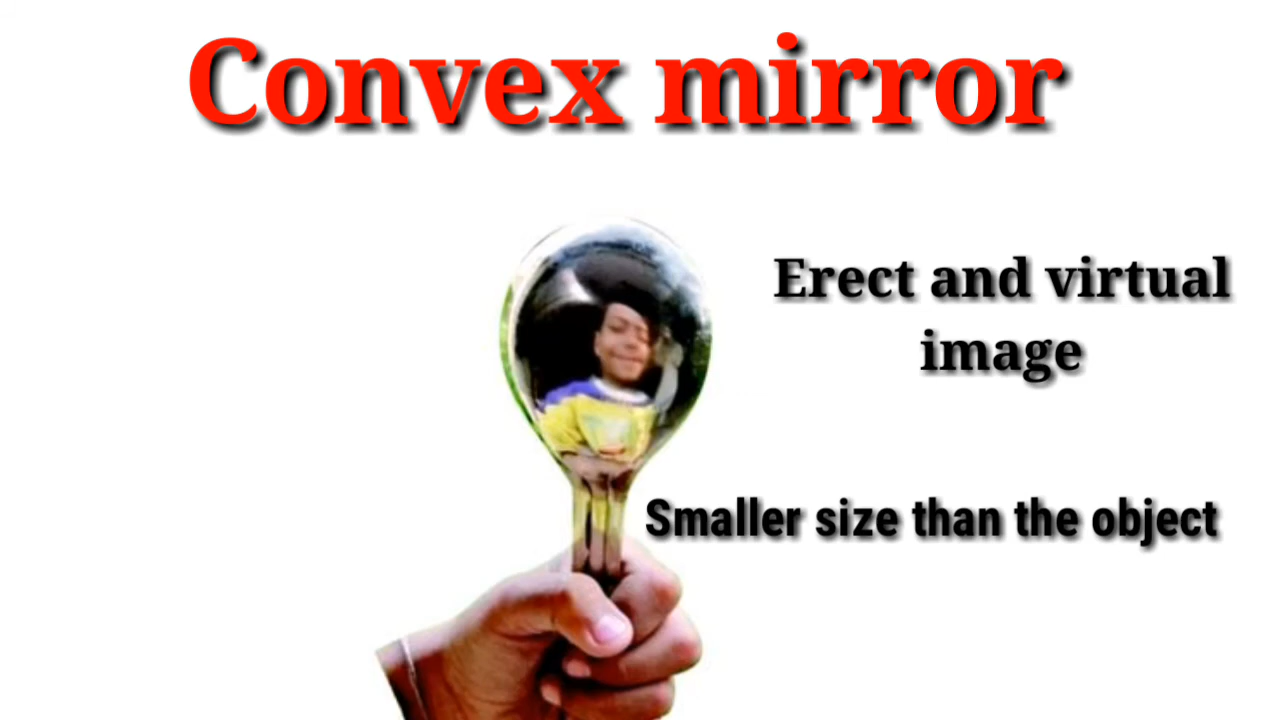 Convex mirror
Erect and virtual
image
Smaller size than the object